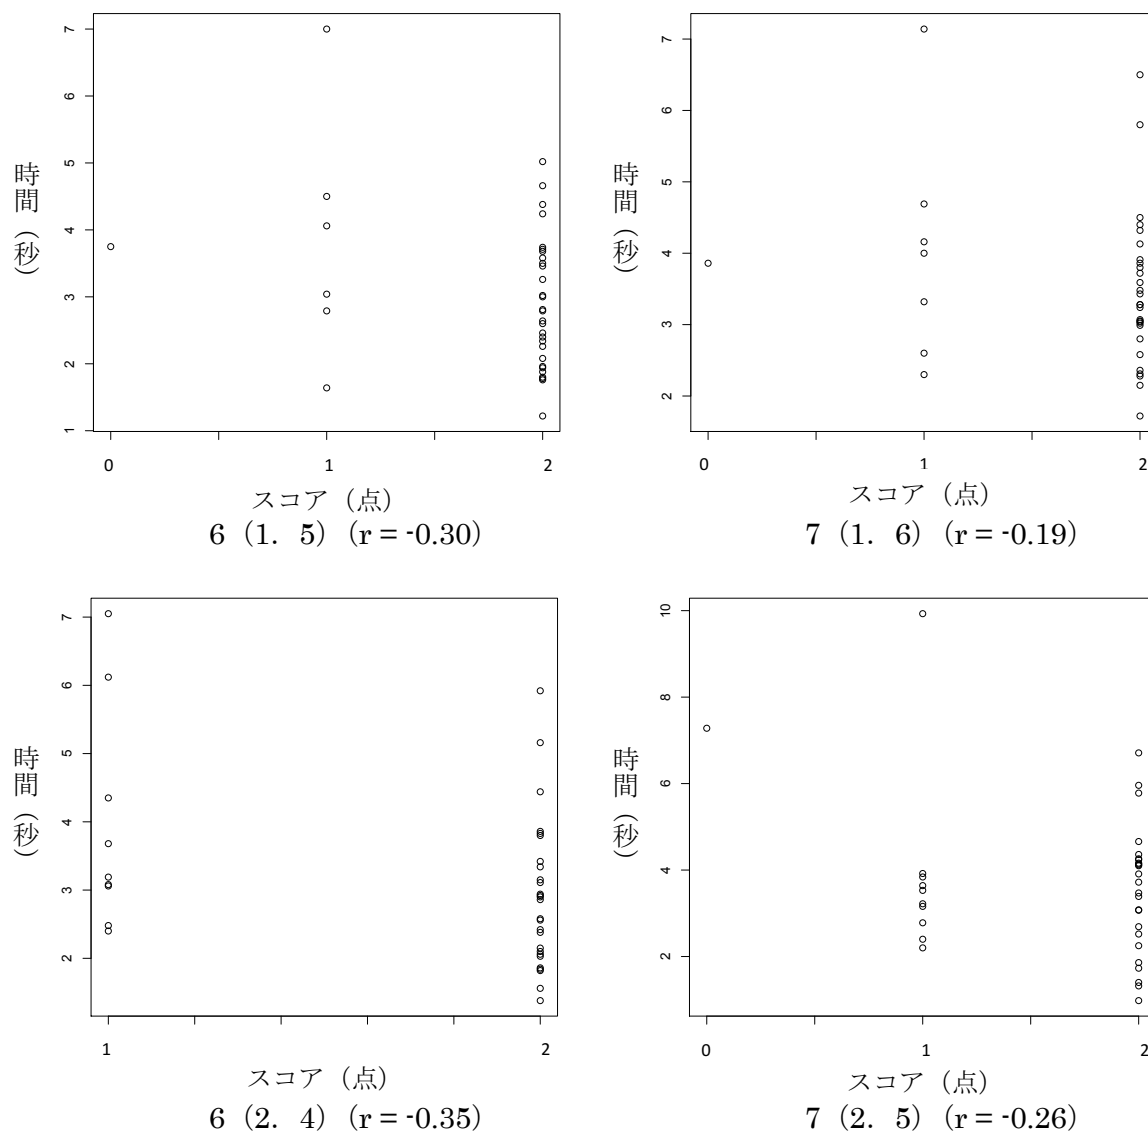 7
6
5
4
3
2
1
時間（秒）
0
1
2
スコア（点）
6（1．5）（r = -0.30）
7
6
5
4
3
2
時間（秒）
0
1
2
スコア（点）
7（1．6）（r = -0.19）
7
6
5
4
3
2
時間（秒）
1
2
スコア（点）
6（2．4）（r = -0.35）
10
8
6
4
2
時間（秒）
0
1
2
スコア（点）
7（2．5）（r = -0.26）